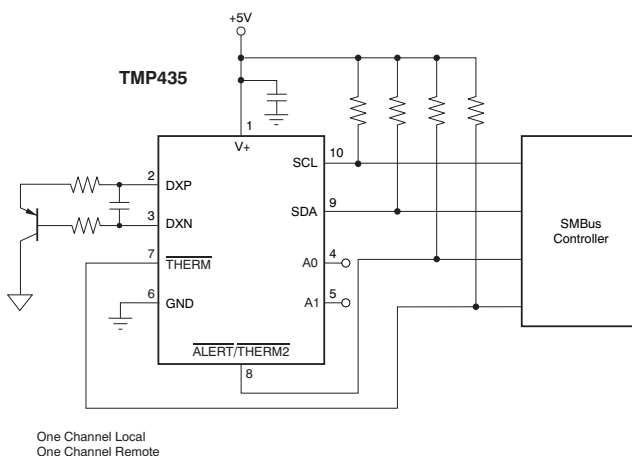 +5V
TMP435
1
V+
SCL 10
2 DXP
3 DXN
SDA 9
SMBus
Controller
7 THERM
A0 4
6 GND
A1 5
ALERT/THERM2
8
One Channel Local
One Channel Remote